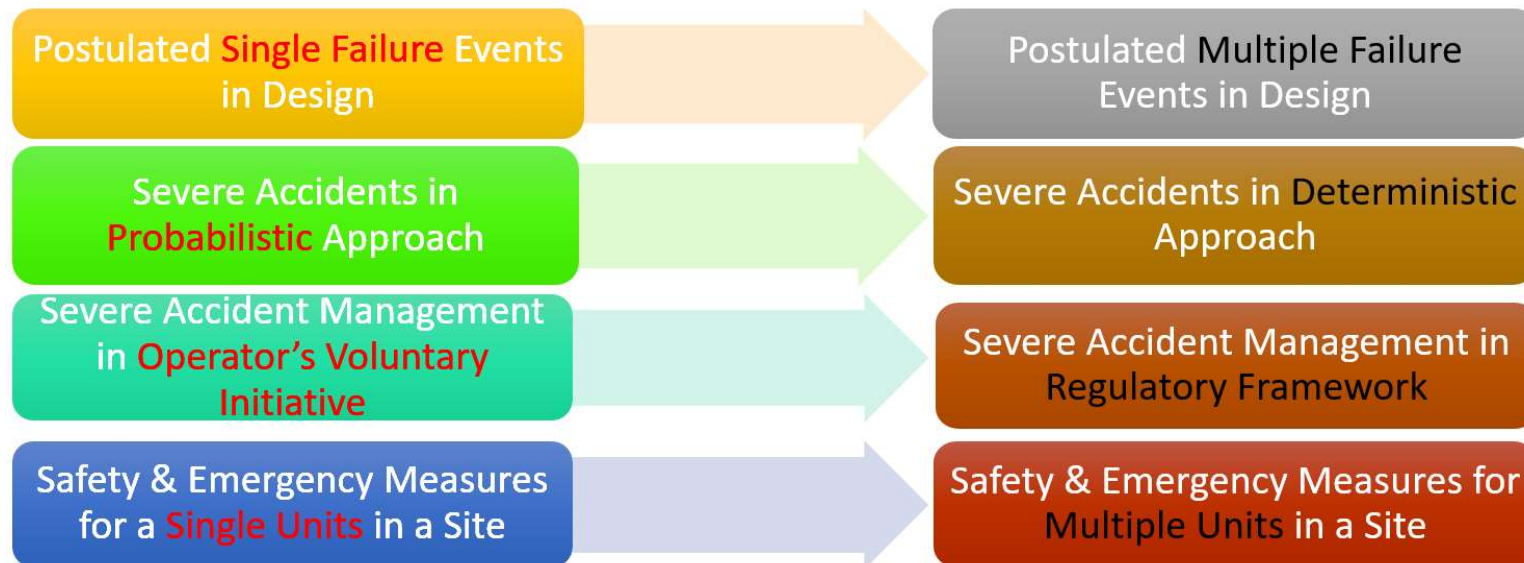 Postulated Single Failure Events
in Design
Postulated Multiple Failure
Events in Design
Severe Accidents in
Probabilistic Approach
Severe Accidents in Deterministic
Approach
Severe Accident Management
in Operator’s Voluntary
Initiative
Severe Accident Management in
Regulatory Framework
Safety & Emergency Measures
for a Single Units in a Site
Safety & Emergency Measures for
Multiple Units in a Site